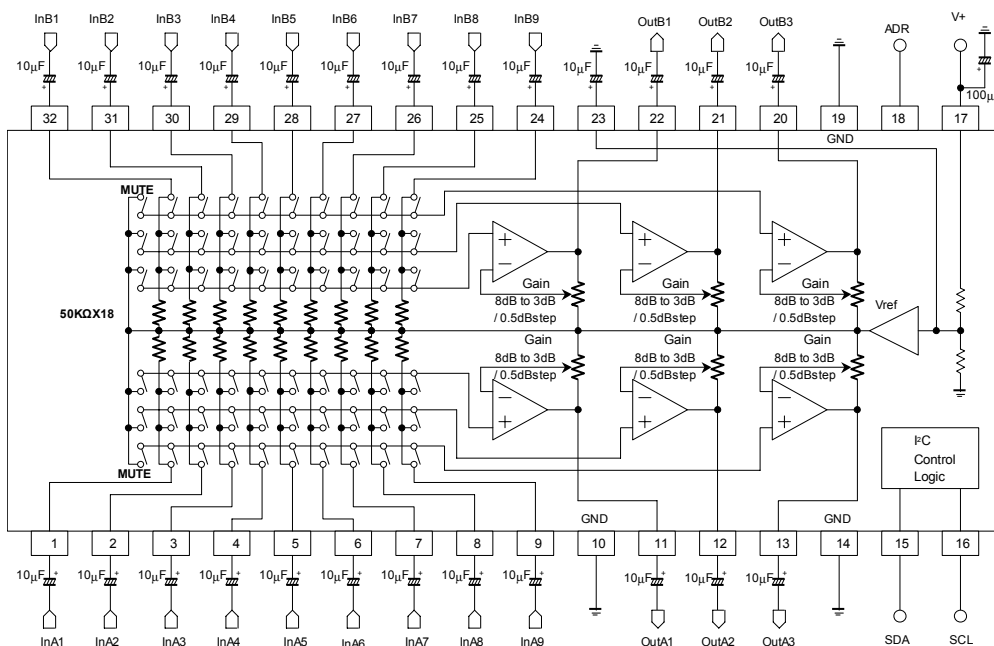 InB1 InB2 InB3 InB4 InB5 InB6 InB7 InB8 InB9 OutB1 OutB2 OutB3 ADR V+
10μF 10μF 10μF 10μF 10μF 10μF 10μF 10μF 10μF 10μF 10μF 10μF 10μF
100μ
32 31 30 29 28 27 26 25 24 23 22 21 20 19 18 17
GND
MUTE
Gain Gain Gain
8dB to 3dB 8dB to 3dB 8dB to 3dB
/ 0.5dBstep / 0.5dBstep / 0.5dBstep
Vref
50KΩX18
Gain Gain Gain
8dB to 3dB 8dB to 3dB 8dB to 3dB
/ 0.5dBstep / 0.5dBstep / 0.5dBstep
I²C
Control
Logic
MUTE
GND GND
1 2 3 4 5 6 7 8 9 10 11 12 13 14 15 16
10μF 10μF 10μF 10μF 10μF 10μF 10μF 10μF 10μF 10μF 10μF 10μF
InA1 InA2 InA3 InA4 InA5 InA6 InA7 InA8 InA9 OutA1 OutA2 OutA3 SDA SCL